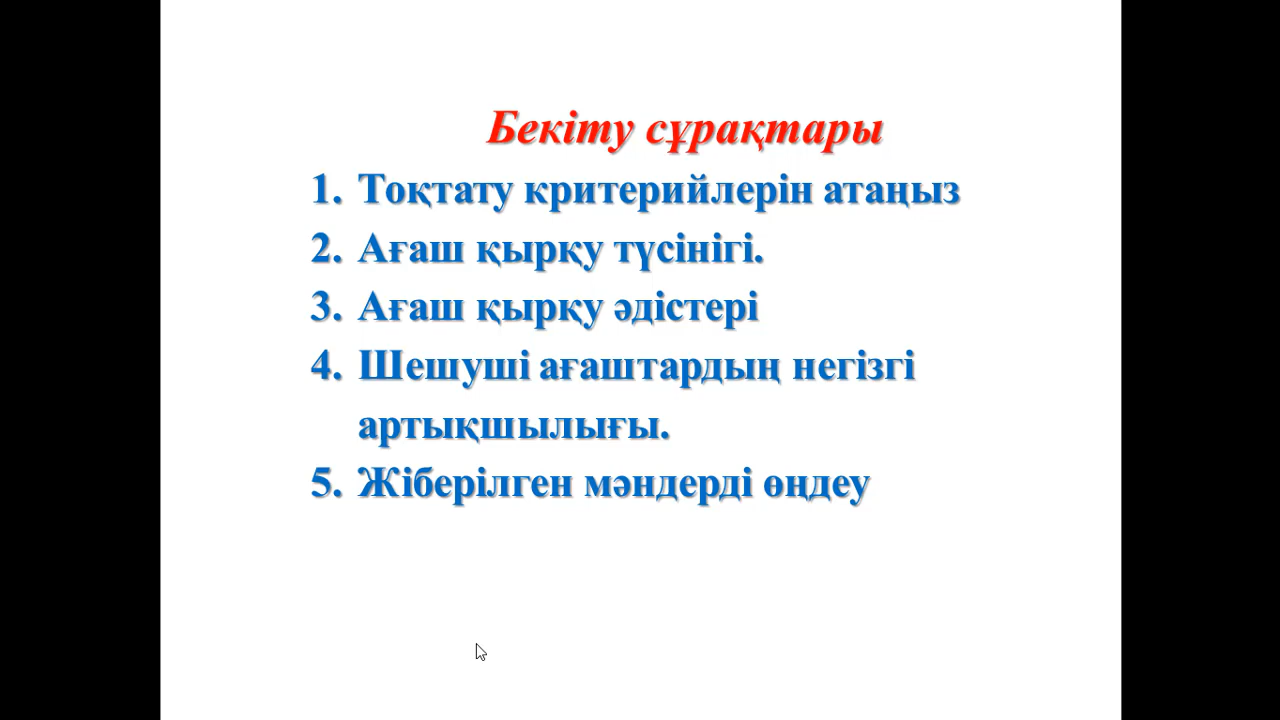 Бекіту сұрақтары
1. Тоқтату критерийлерін атаңыз
2. Ағаш қырқу түсінігі.
3. Ағаш қырқу әдістері
4. Шешуші ағаштардың негізгі
артықшылығы.
5. Жіберілген мәндерді өңдеу